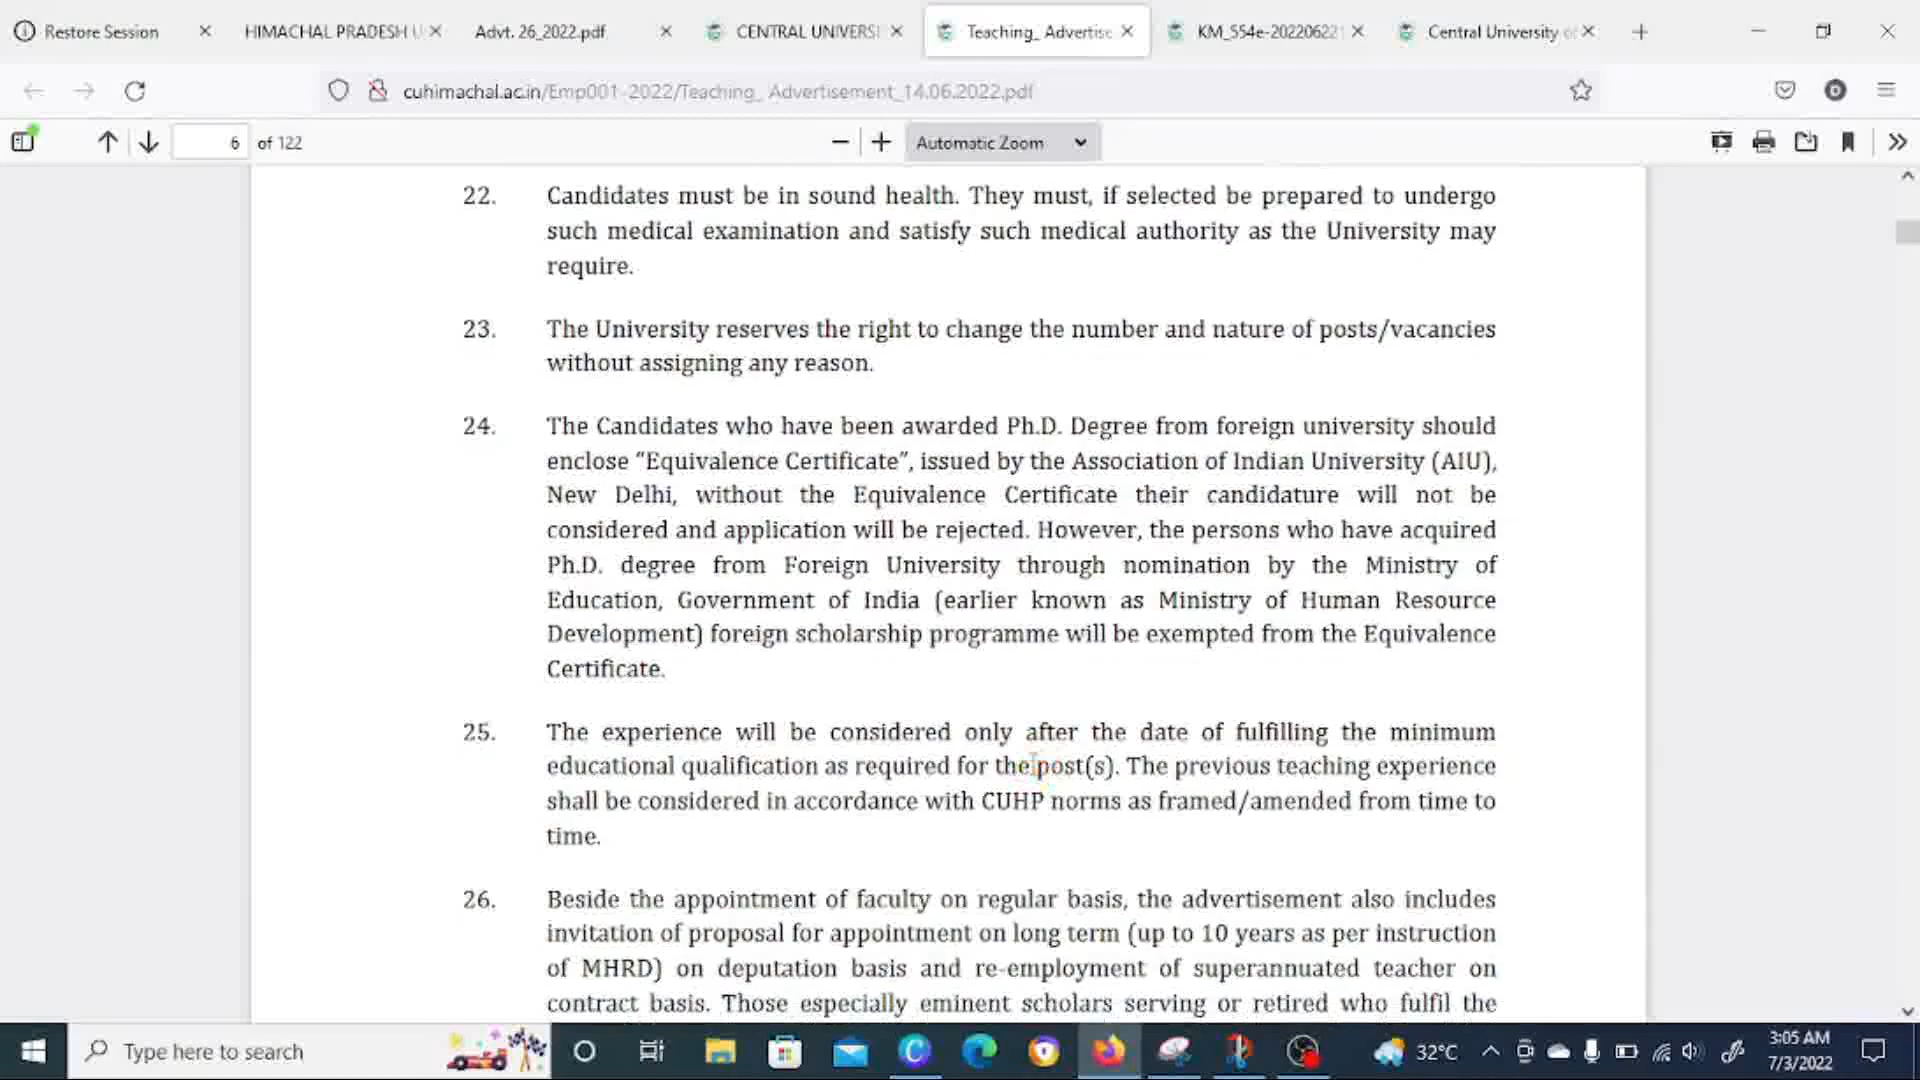 Restore Session
HIMACHAL PRADESH U
Advt. 26_2022.pdf
CENTRAL UNIVERSI
Teaching_ Advertise
KM_554e-20220622
Central University of
cuhimachal.ac.in/Emp001-2022/Teaching_ Advertisement_14.06.2022.pdf
6 of 122
Automatic Zoom
22. Candidates must be in sound health. They must, if selected be prepared to undergo
such medical examination and satisfy such medical authority as the University may
require.
23. The University reserves the right to change the number and nature of posts/vacancies
without assigning any reason.
24. The Candidates who have been awarded Ph.D. Degree from foreign university should
enclose “Equivalence Certificate”, issued by the Association of Indian University (AIU),
New Delhi, without the Equivalence Certificate their candidature will not be
considered and application will be rejected. However, the persons who have acquired
Ph.D. degree from Foreign University through nomination by the Ministry of
Education, Government of India (earlier known as Ministry of Human Resource
Development) foreign scholarship programme will be exempted from the Equivalence
Certificate.
25. The experience will be considered only after the date of fulfilling the minimum
educational qualification as required for the post(s). The previous teaching experience
shall be considered in accordance with CUHP norms as framed/amended from time to
time.
26. Beside the appointment of faculty on regular basis, the advertisement also includes
invitation of proposal for appointment on long term (up to 10 years as per instruction
of MHRD) on deputation basis and re-employment of superannuated teacher on
contract basis. Those especially eminent scholars serving or retired who fulfil the
Type here to search
32°C
3:05 AM
7/3/2022